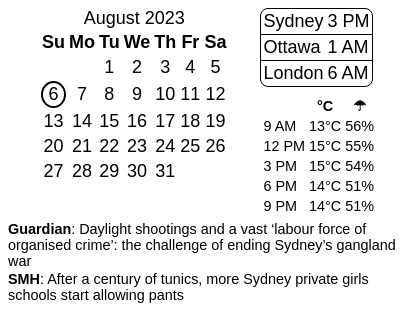 August 2023
Su Mo Tu We Th Fr Sa
1 2 3 4 5
6 7 8 9 10 11 12
13 14 15 16 17 18 19
20 21 22 23 24 25 26
27 28 29 30 31
Sydney 3 PM
Ottawa 1 AM
London 6 AM
°C ☂
9 AM 13°C 56%
12 PM 15°C 55%
3 PM 15°C 54%
6 PM 14°C 51%
9 PM 14°C 51%
Guardian: Daylight shootings and a vast ‘labour force of
organised crime’: the challenge of ending Sydney’s gangland
war
SMH: After a century of tunics, more Sydney private girls
schools start allowing pants